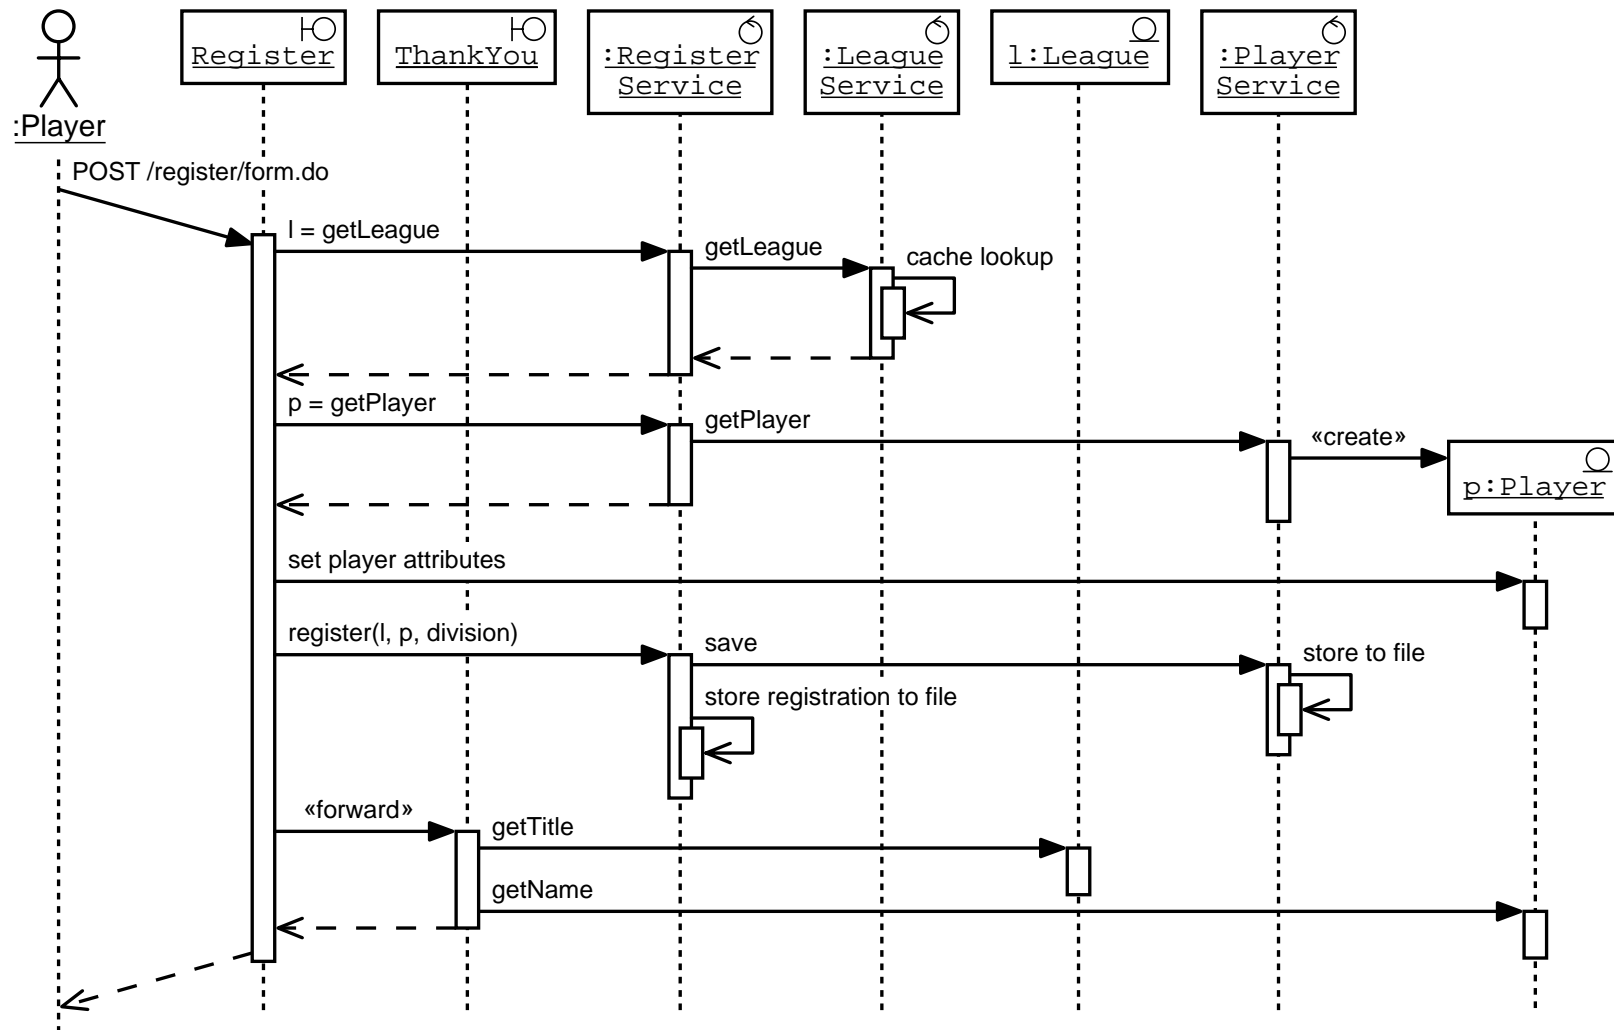 Register
ThankYou
:Register
Service
:League
Service
l:League
:Player
Service
:Player
POST /register/form.do
l = getLeague
getLeague
cache lookup
p = getPlayer
getPlayer
«create»
p:Player
set player attributes
register(l, p, division)
save
store to file
store registration to file
«forward»
getTitle
getName